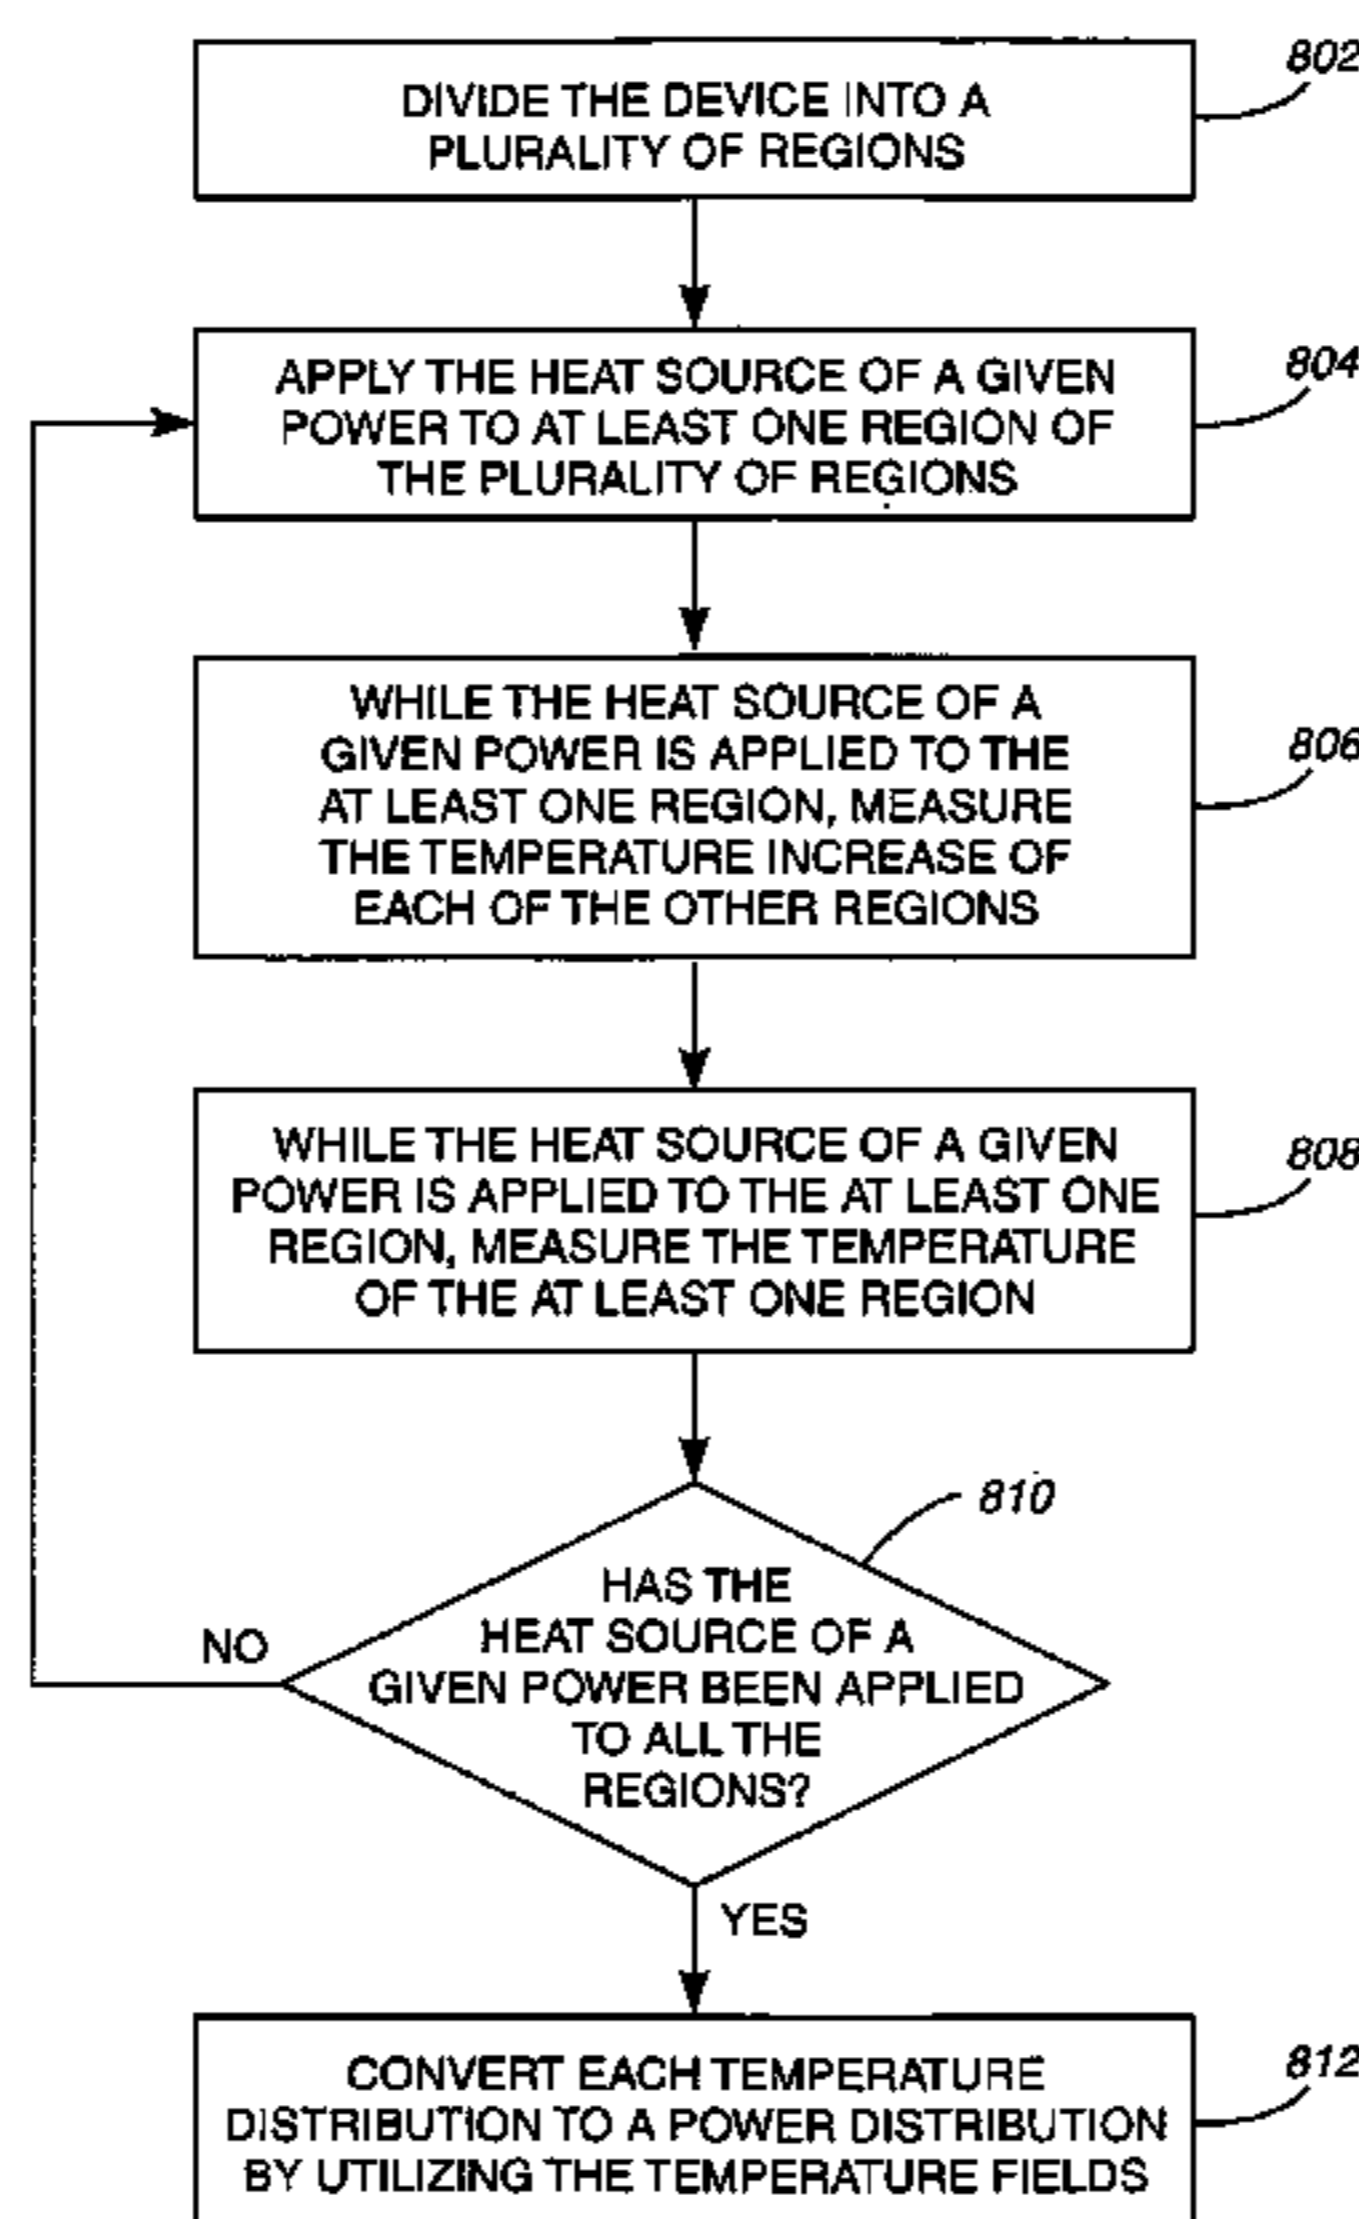 802
DIVIDE THE DEVICE INTO A
PLURALITY OF REGIONS
804
APPLY THE HEAT SOURCE OF A GIVEN
POWER TO AT LEAST ONE REGION OF
THE PLURALITY OF REGIONS
806
WHILE THE HEAT SOURCE OF A
GIVEN POWER IS APPLIED TO THE
AT LEAST ONE REGION, MEASURE
THE TEMPERATURE INCREASE OF
EACH OF THE OTHER REGIONS
808
WHILE THE HEAT SOURCE OF A GIVEN
POWER IS APPLIED TO THE AT LEAST ONE
REGION, MEASURE THE TEMPERATURE
OF THE AT LEAST ONE REGION
810
HAS THE
HEAT SOURCE OF A
GIVEN POWER BEEN APPLIED
TO ALL THE
REGIONS?
NO
YES
812
CONVERT EACH TEMPERATURE
DISTRIBUTION TO A POWER DISTRIBUTION
BY UTILIZING THE TEMPERATURE FIELDS